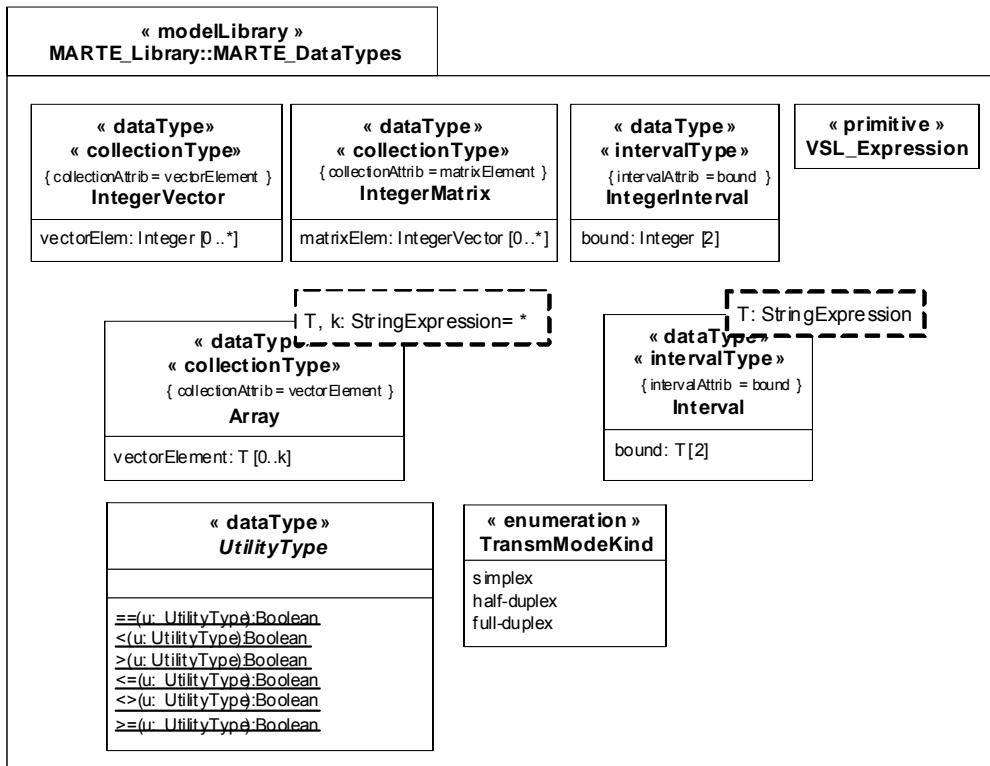 « modelLibrary »
MARTE_Library::MARTE_DataTypes
« dataType»
« collectionType»
{ collectionAttrib = vectorElement }
IntegerVector
vectorElem: Integer [0..*]
« dataType»
« collectionType»
{ collectionAttrib = matrixElement }
IntegerMatrix
matrixElem: IntegerVector [0..*]
« dataType»
« intervalType»
{ intervalAttrib = bound }
IntegerInterval
bound: Integer [2]
« primitive »
VSL_Expression
T, k: StringExpression= *
« dataType»
« collectionType»
{ collectionAttrib = vectorElement }
Array
vectorElement: T [0..k]
T: StringExpression
« dataType»
« intervalType»
{ intervalAttrib = bound }
Interval
bound: T [2]
« dataType»
UtilityType
==(u: UtilityType):Boolean
<(u: UtilityType):Boolean
>(u: UtilityType):Boolean
<=(u: UtilityType):Boolean
<>(u: UtilityType):Boolean
>=(u: UtilityType):Boolean
« enumeration »
TransmModeKind
simplex
half-duplex
full-duplex